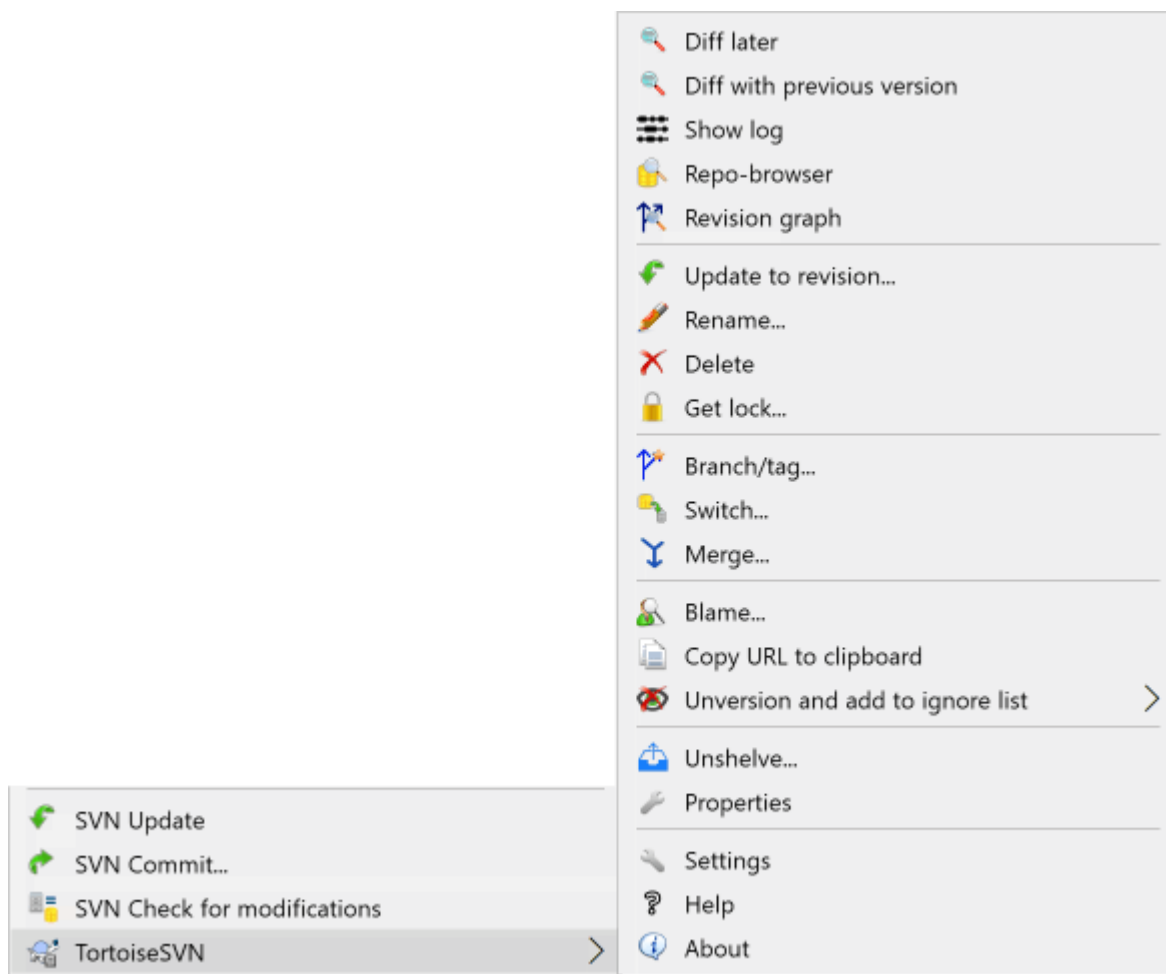 Diff later
Diff with previous version
Show log
Repo-browser
Revision graph
Update to revision...
Rename...
Delete
Get lock...
Branch/tag...
Switch...
Merge...
Blame...
Copy URL to clipboard
Unversion and add to ignore list
Unshelve...
Properties
Settings
Help
About
SVN Update
SVN Commit...
SVN Check for modifications
TortoiseSVN